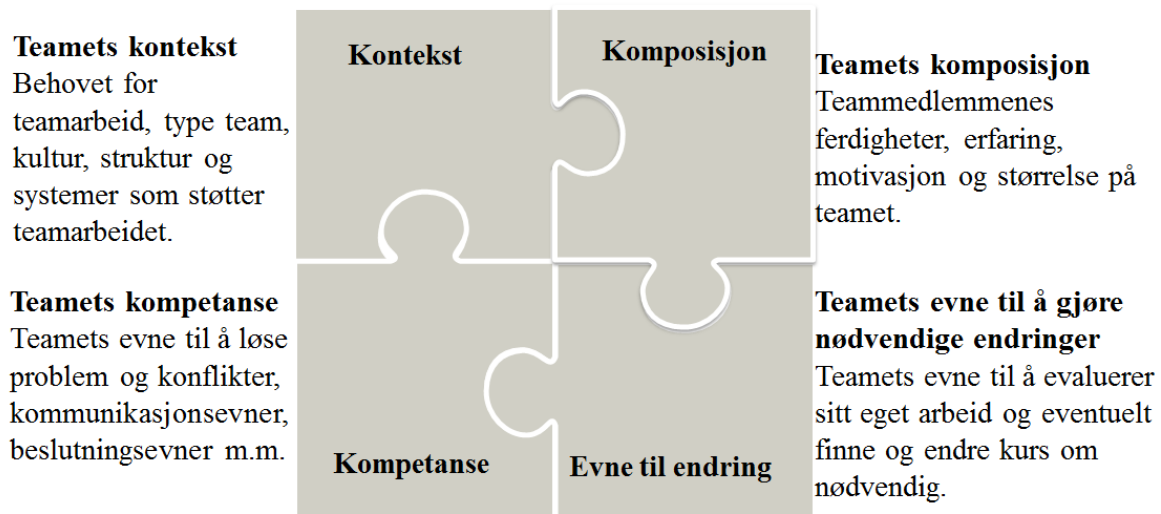 Teamets kontekst
Behovet for
teamarbeid, type team,
kultur, struktur og
systemer som støtter
teamarbeidet.
Kontekst
Komposisjon
Teamets komposisjon
Teammedlemmenes
ferdigheter, erfaring,
motivasjon og størrelse på
teamet.
Teamets kompetanse
Teamets evne til å løse
problem og konflikter,
kommunikasjonsevner,
beslutningsevner m.m.
Kompetanse
Evne til endring
Teamets evne til å gjøre
nødvendige endringer
Teamets evne til å evaluerer
sitt eget arbeid og eventuelt
finne og endre kurs om
nødvendig.